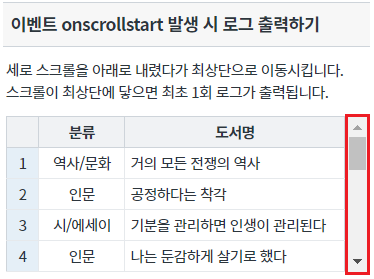 이벤트 onscrollstart 발생 시 로그 출력하기
세로 스크롤을 아래로 내렸다가 최상단으로 이동시킵니다.
스크롤이 최상단에 닿으면 최초 1회 로그가 출력됩니다.
분류 도서명
1 역사/문화 거의 모든 전쟁의 역사
2 인문 공정하다는 착각
3 시/에세이 기분을 관리하면 인생이 관리된다
4 인문 나는 둔감하게 살기로 했다